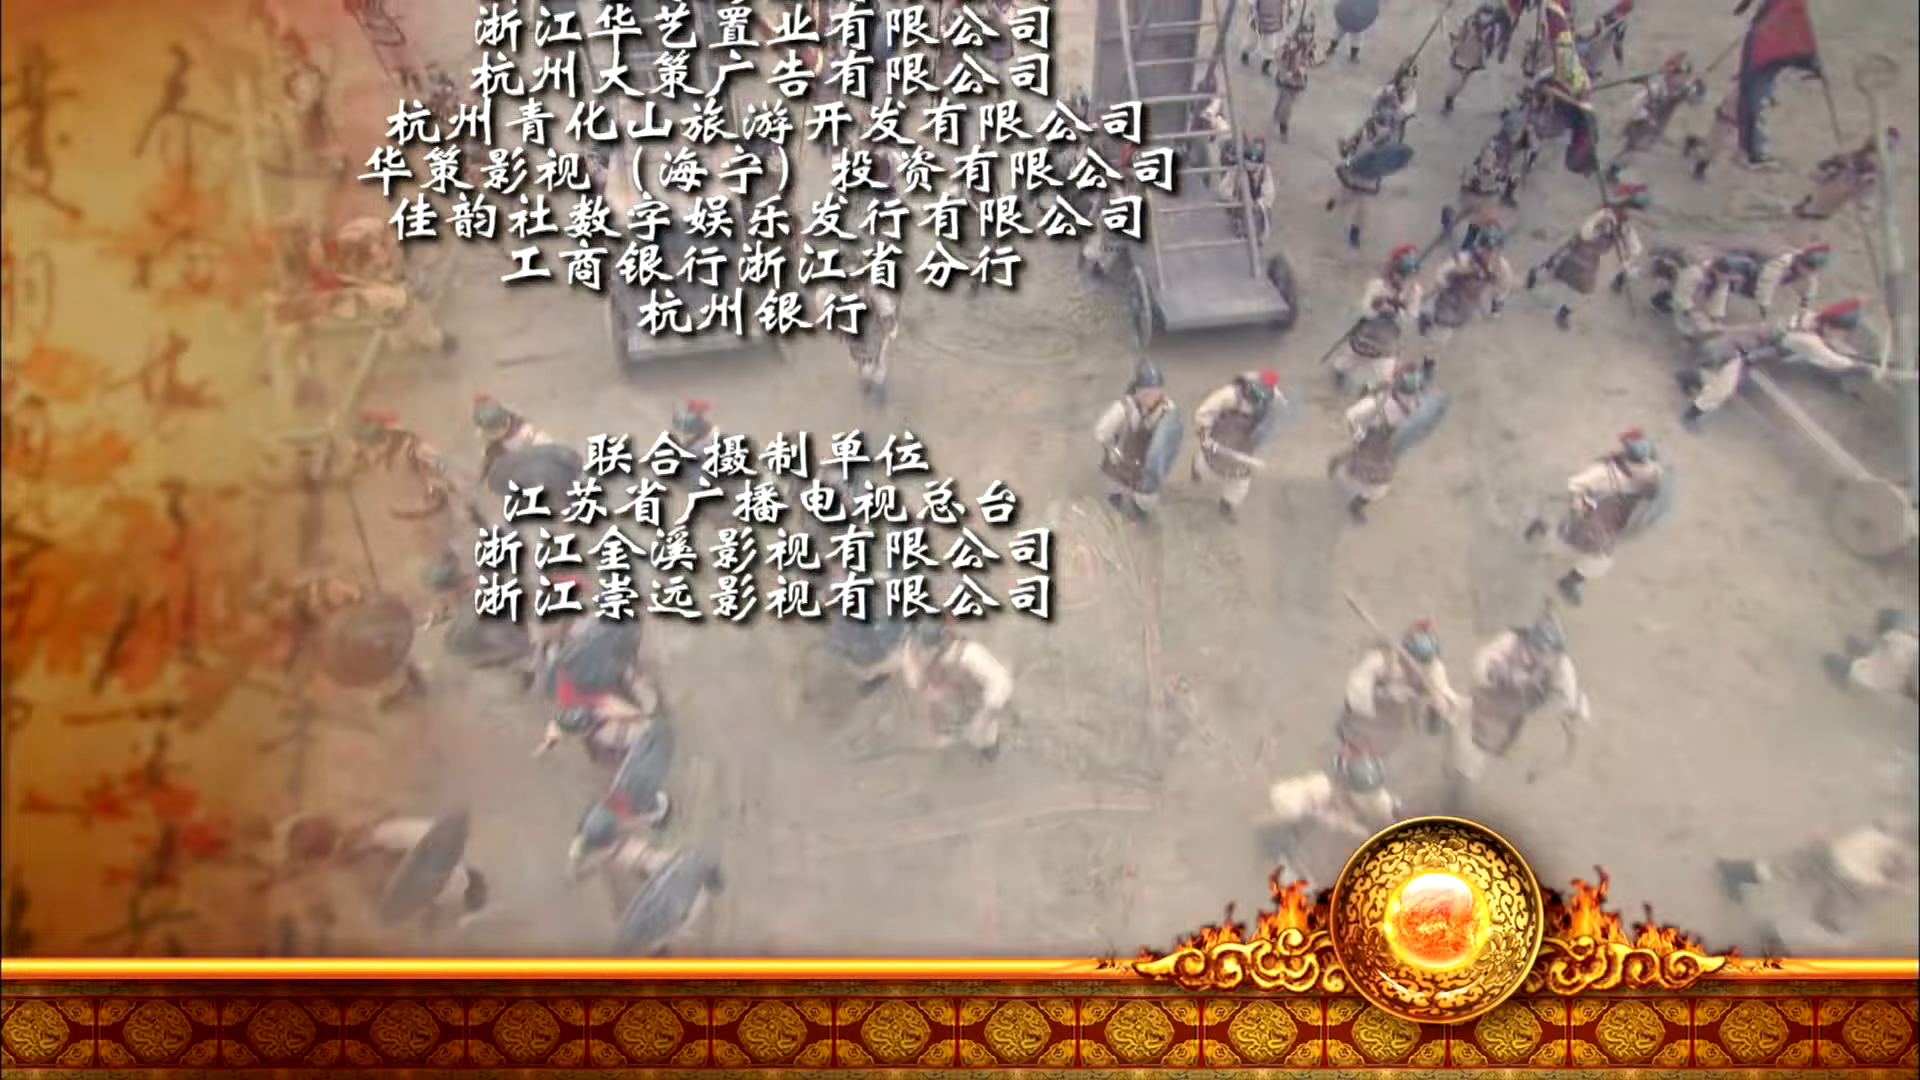 浙江华艺置业有限公司
杭州大策广告有限公司
杭州青化山旅游开发有限公司
华策影视（海宁）投资有限公司
佳韵社数字娱乐发行有限公司
工商银行浙江省分行
杭州银行
联合摄制单位
江苏省广播电视总台
浙江金溪影视有限公司
浙江崇远影视有限公司